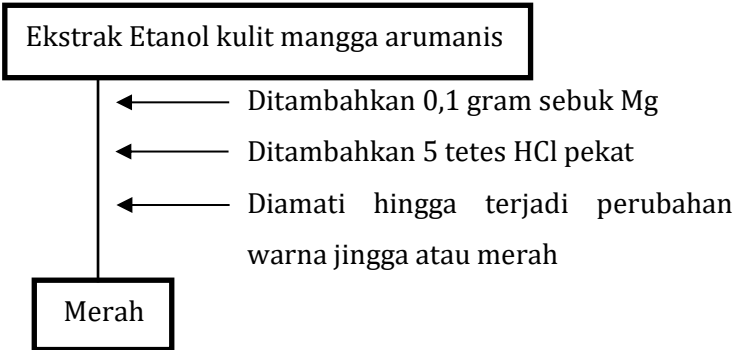 Ekstrak Etanol kulit mangga arumanis
Ditambahkan 0,1 gram sebuk Mg
Ditambahkan 5 tetes HCl pekat
Diamati hingga terjadi perubahan
warna jingga atau merah
Merah